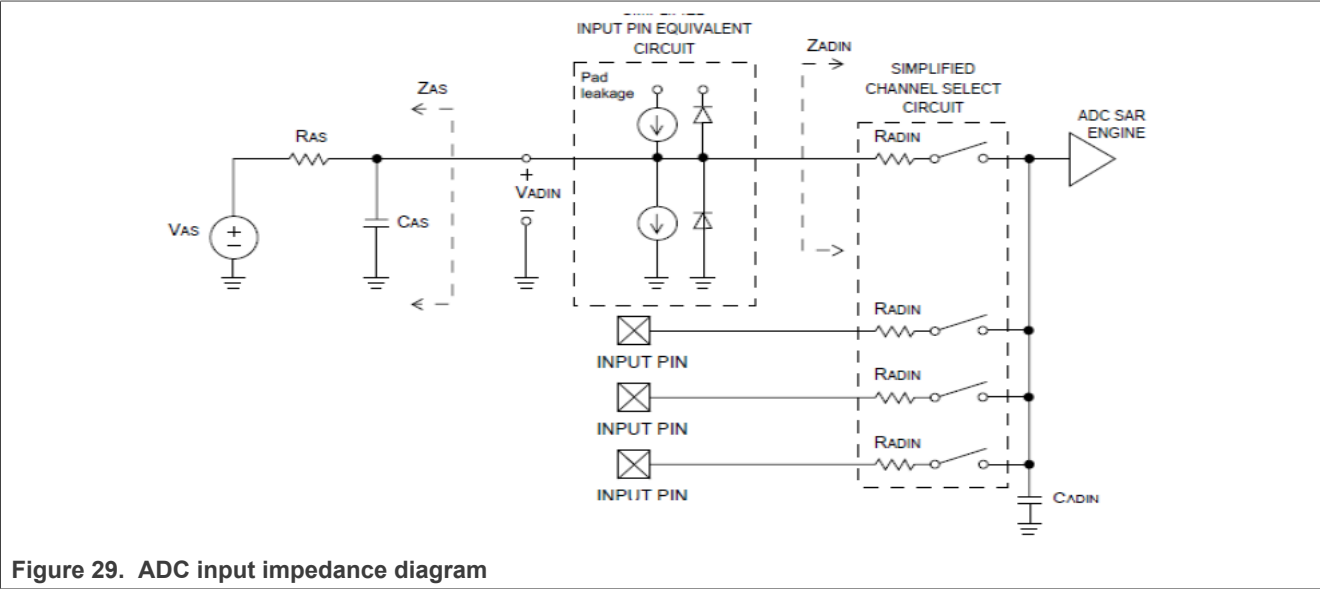 INPUT PIN EQUIVALENT
CIRCUIT
Pad
leakage
ZADIN
SIMPLIFIED
CHANNEL SELECT
CIRCUIT
ADC SAR
ENGINE
ZAS
RAS
RADIN
+
VADIN
–
VAS
+
–
CAS
RADIN
INPUT PIN
RADIN
INPUT PIN
RADIN
INPUT PIN
CADIN
Figure 29. ADC input impedance diagram